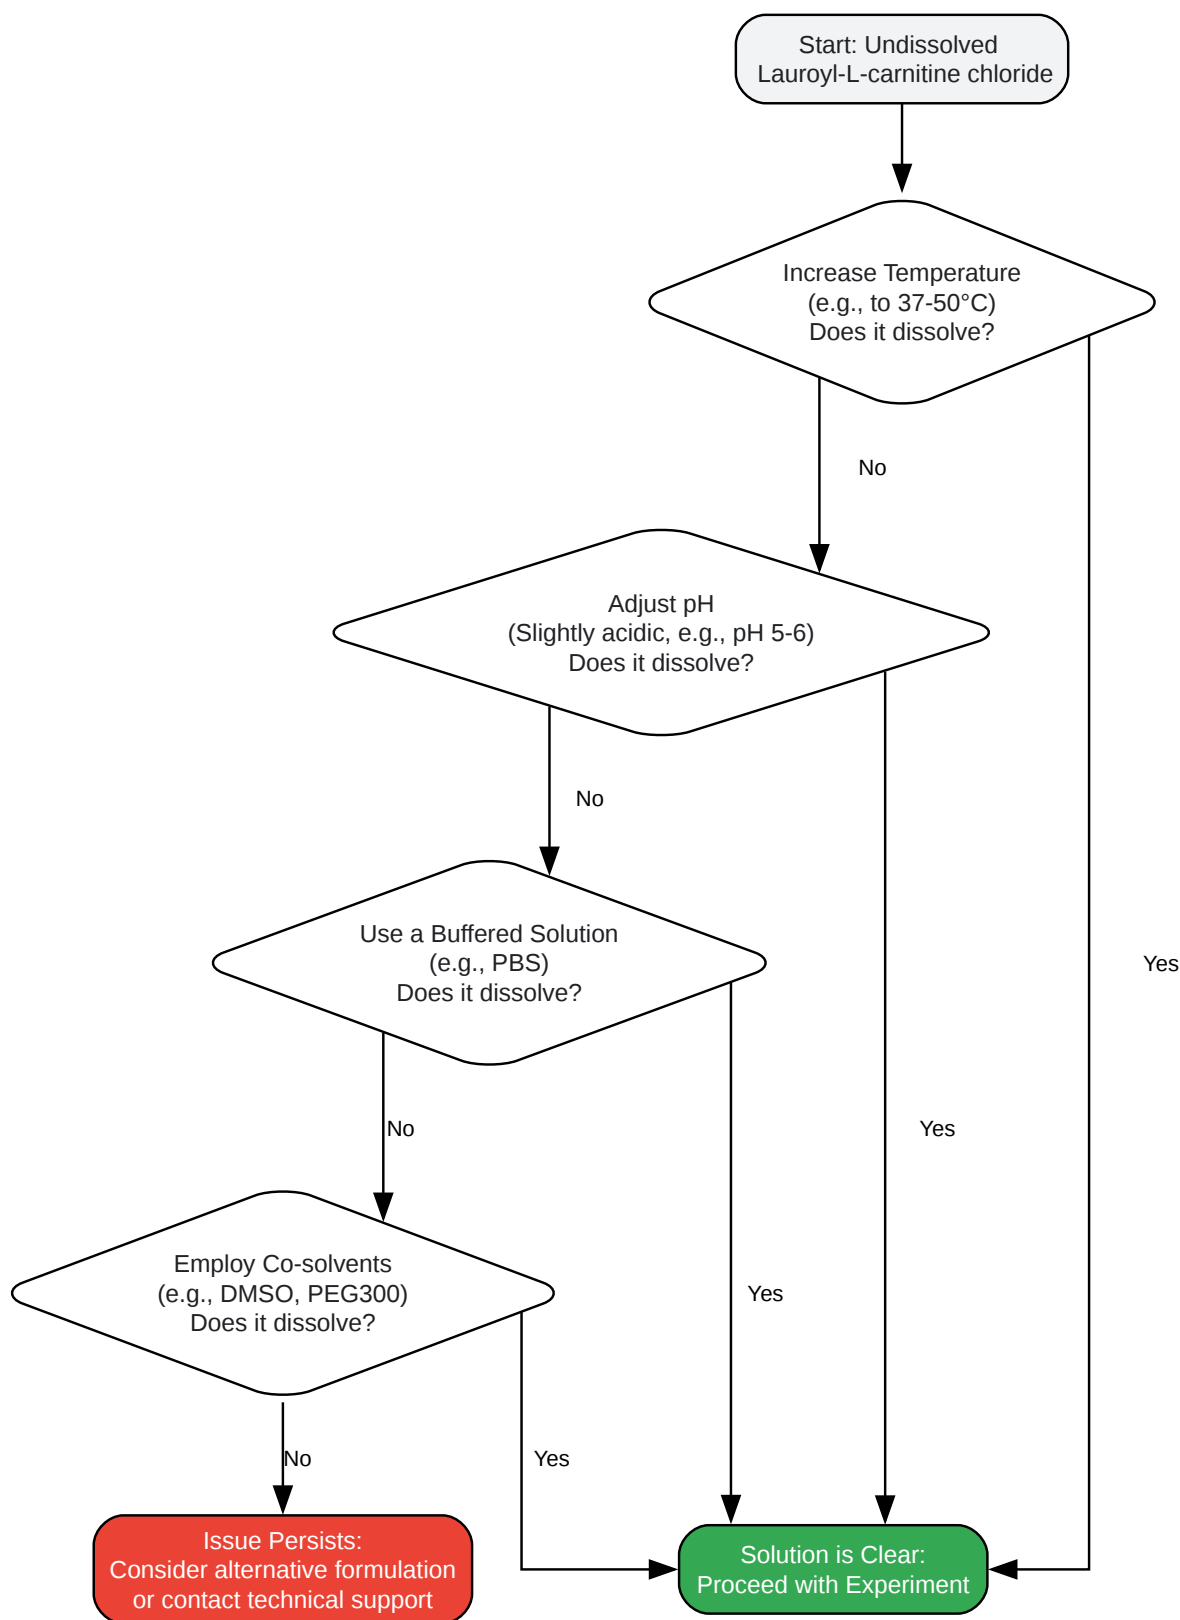 Start: Undissolved
Lauroyl-L-carnitine chloride
Increase Temperature
(e.g., to 37-50°C)
Does it dissolve?
No
Adjust pH
(Slightly acidic, e.g., pH 5-6)
Does it dissolve?
No
Use a Buffered Solution
(e.g., PBS)
Does it dissolve?
Yes
No
Yes
Employ Co-solvents
(e.g., DMSO, PEG300)
Does it dissolve?
Yes
No
Yes
Issue Persists:
Consider alternative formulation
or contact technical support
Solution is Clear:
Proceed with Experiment